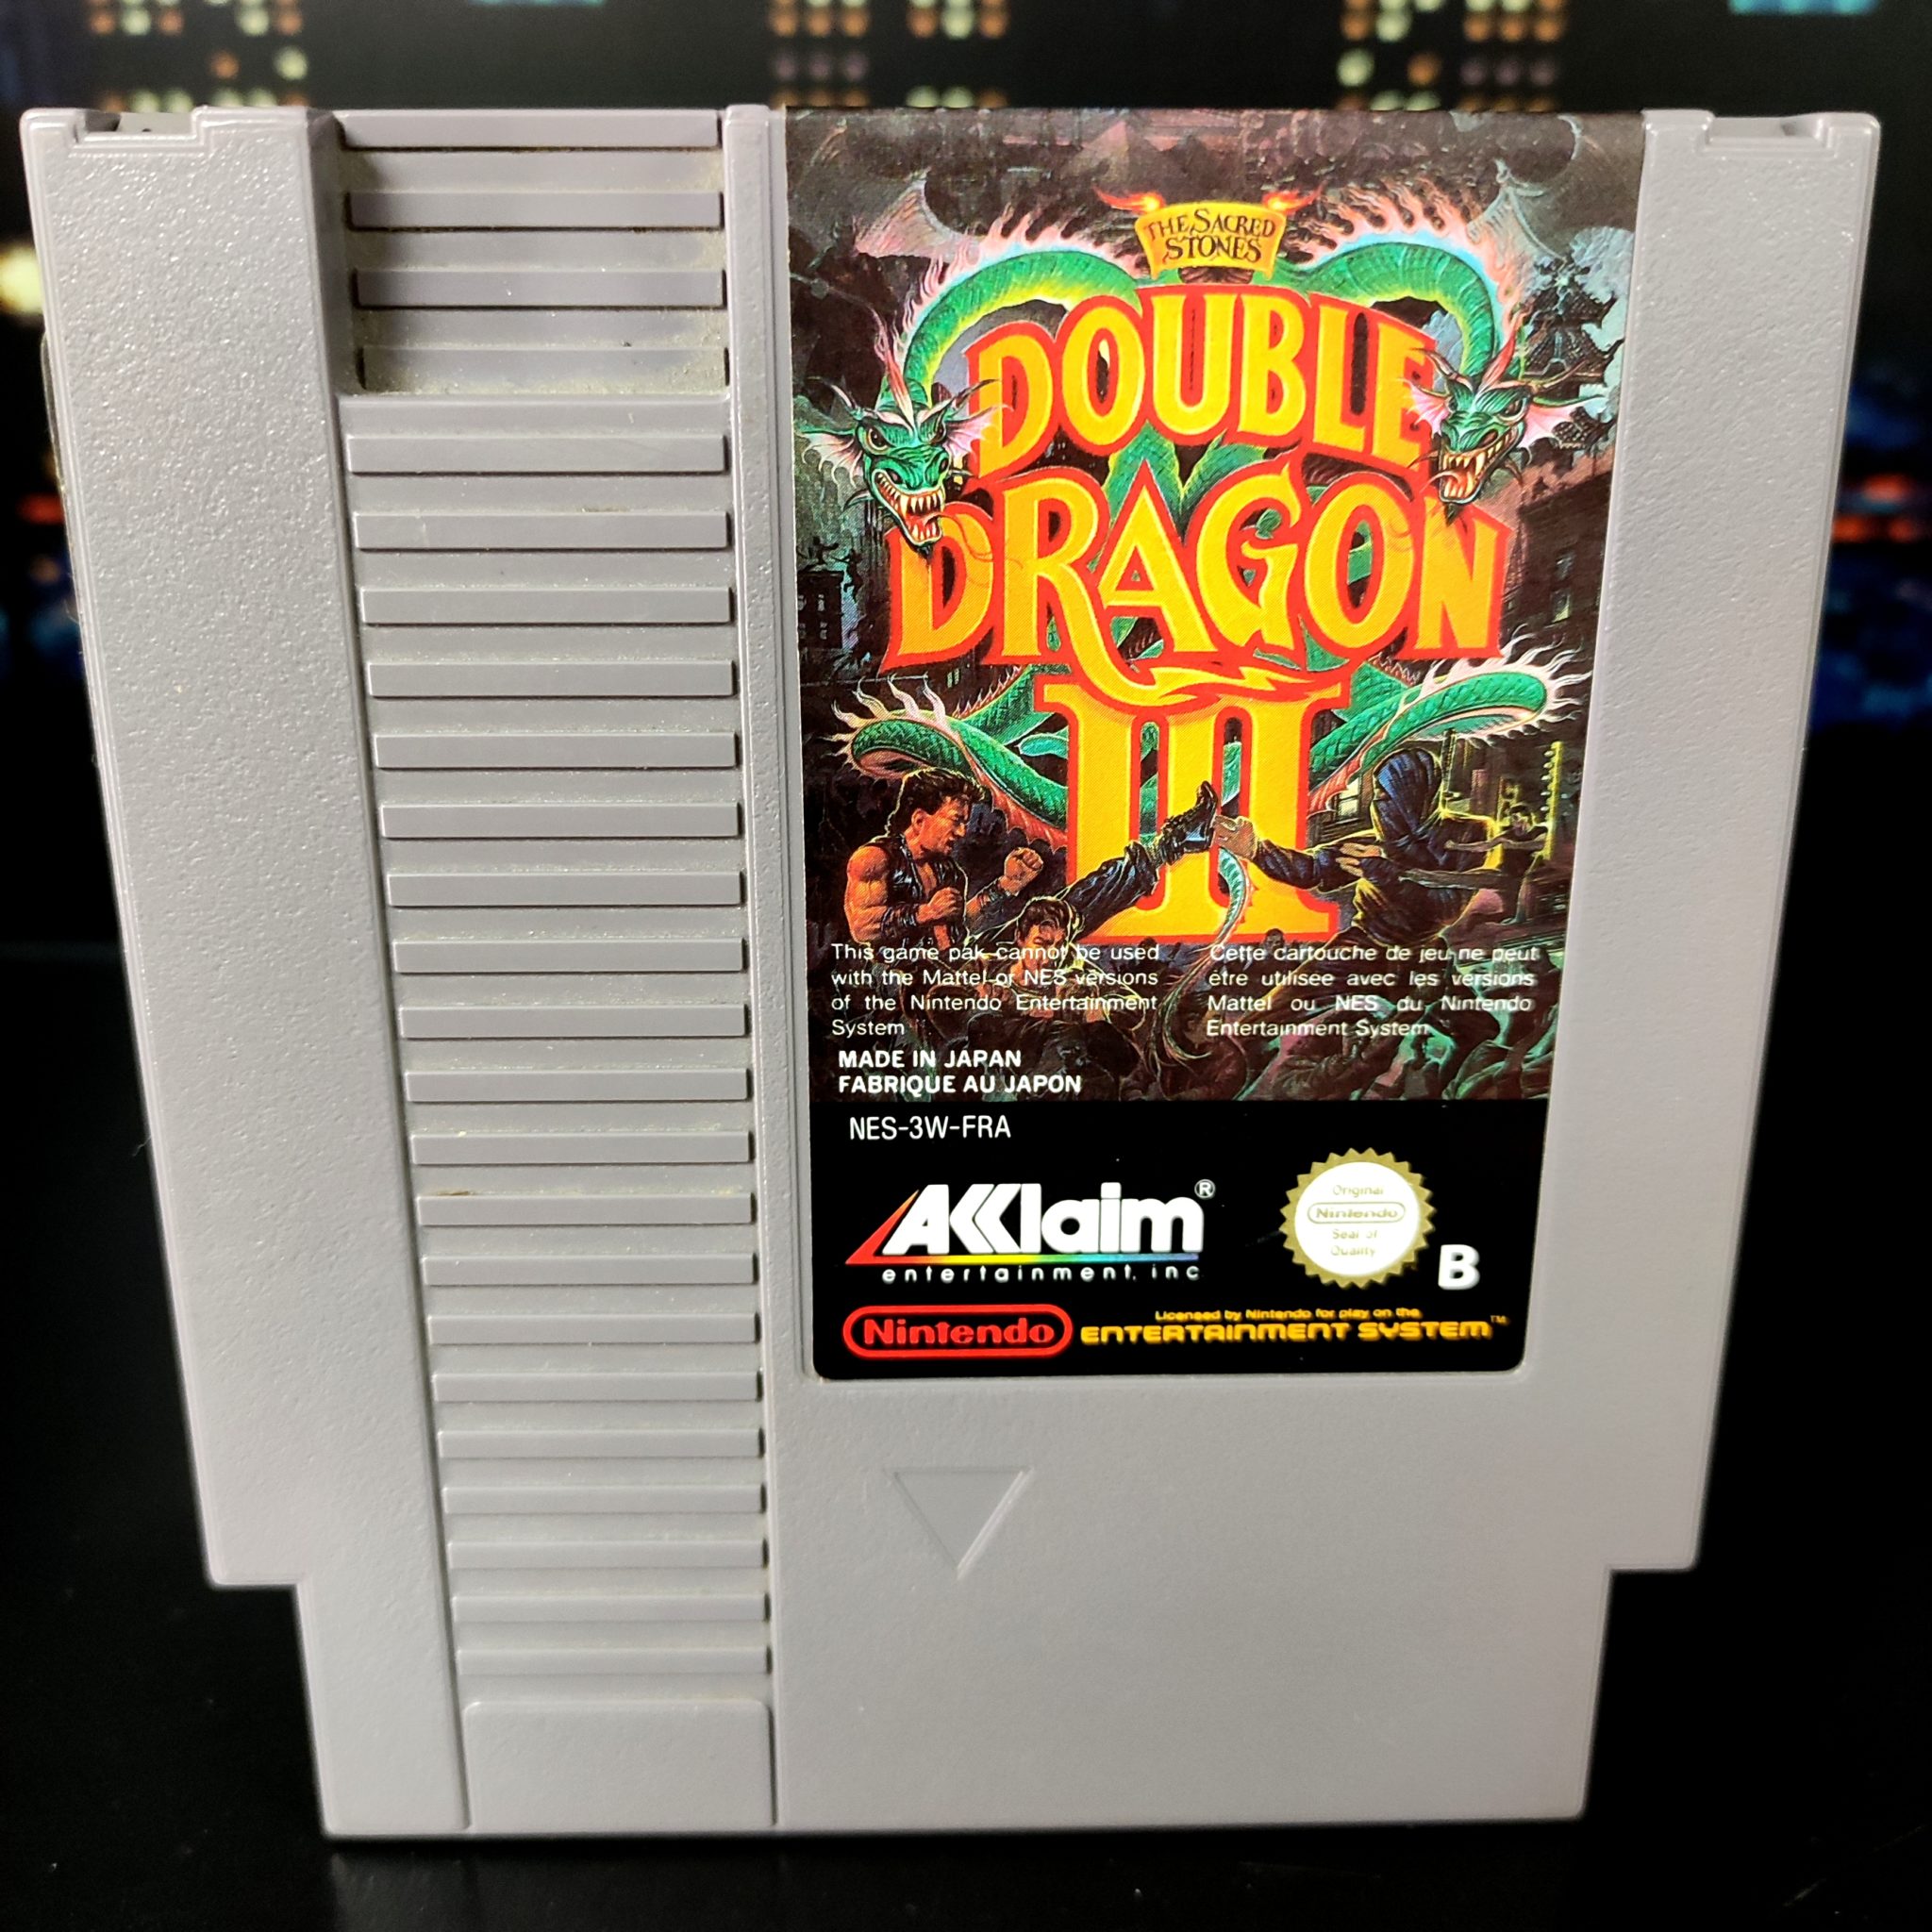 THE SACRED
STONES
DOUBLE
DRAGON
III
This game pak cannot be used
with the Mattel or NES versions
of the Nintendo Entertainment
System
Cette cartouche de jeu ne peut
être utilisée avec les versions
Mattel ou NES du Nintendo
Entertainment System
MADE IN JAPAN
FABRIQUE AU JAPON
NES-3W-FRA
AKKlaim®
entertainment, inc
Original
Nintendo
Seal of
Quality
B
Nintendo
Licensed by Nintendo for play on the
ENTERTAINMENT SYSTEM™